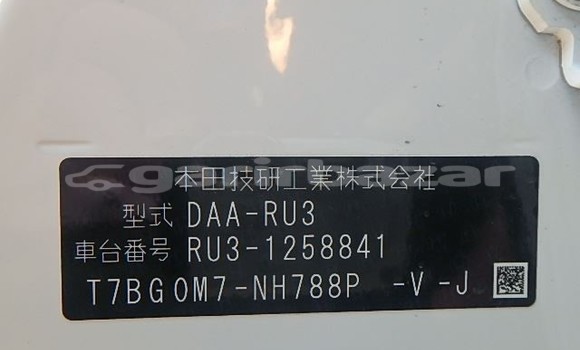 本田技研工業株式会社
型式 DAA-RU3
車台番号 RU3-1258841
T7BG0M7-NH788P -V -J